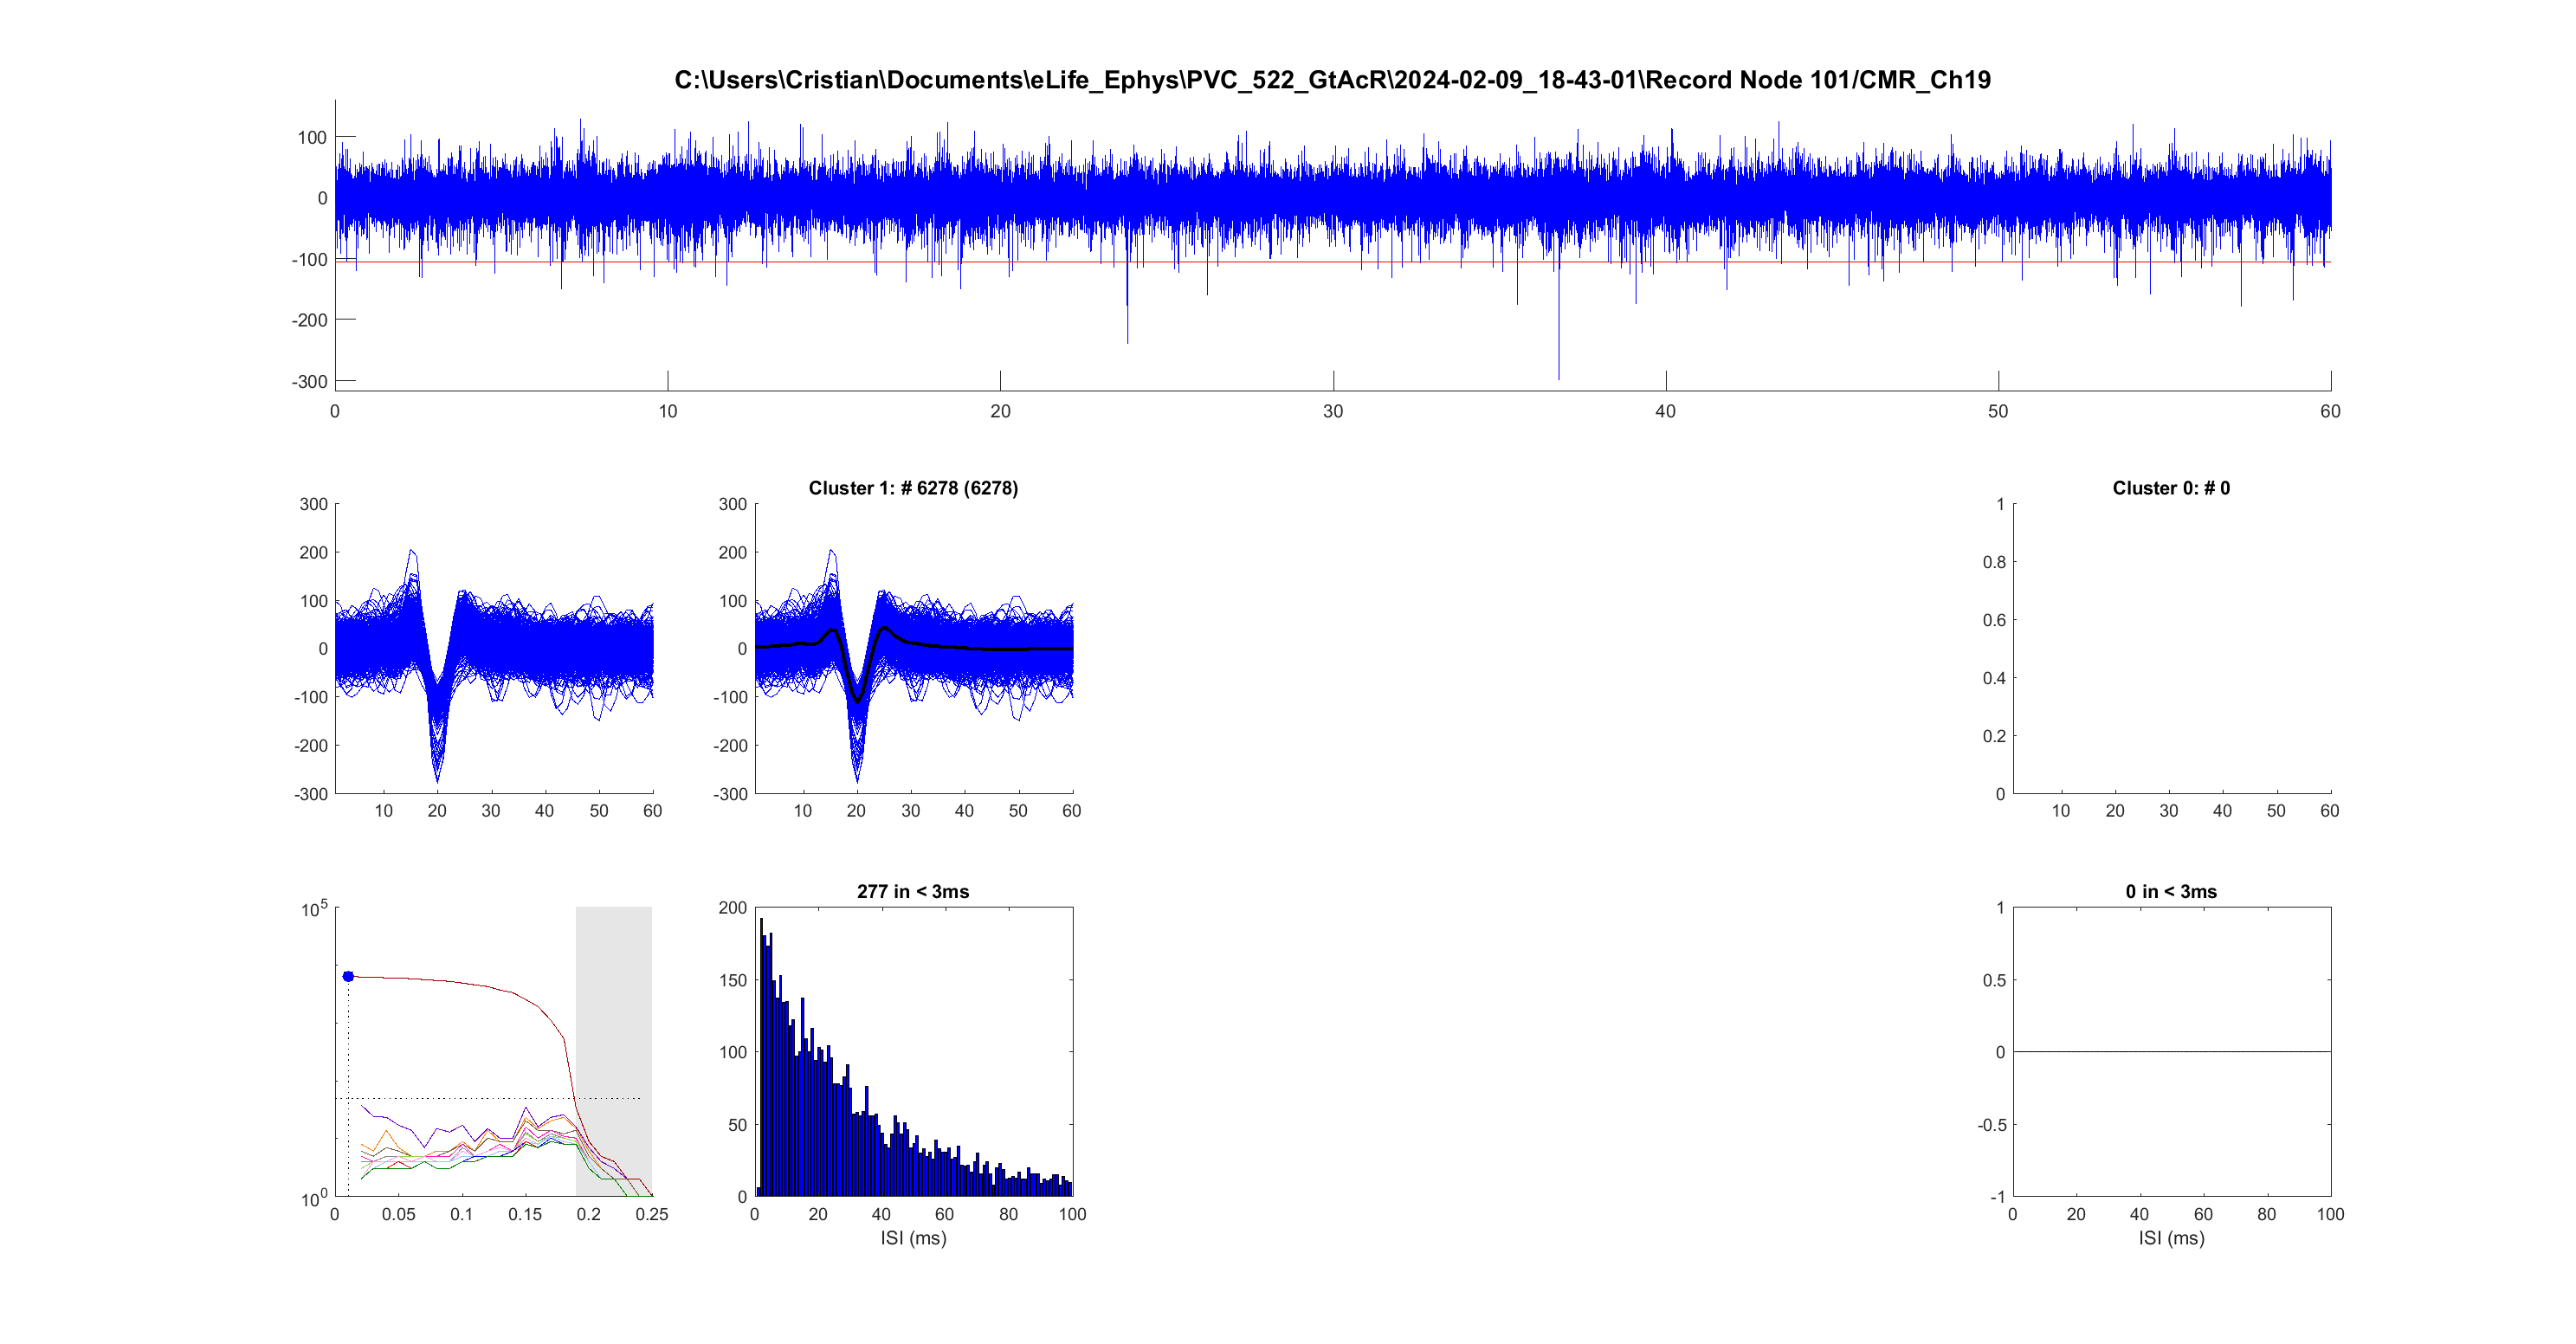 C:\Users\Cristian\Documents\eLife_Ephys\PVC_522_GtAcR\2024-02-09_18-43-01\Record Node 101/CMR_Ch19
100
0
-100
-200
-300
0 10 20 30 40 50 60
Cluster 1: # 6278 (6278)
Cluster 0: # 0
300
200
100
0
-100
-200
-300
10 20 30 40 50 60
300
200
100
0
-100
-200
-300
10 20 30 40 50 60
1
0.8
0.6
0.4
0.2
0
10 20 30 40 50 60
277 in < 3ms
0 in < 3ms
10^5
10^0
0 0.05 0.1 0.15 0.2 0.25
200
150
100
50
0
0 20 40 60 80 100
ISI (ms)
1
0.5
0
-0.5
-1
0 20 40 60 80 100
ISI (ms)